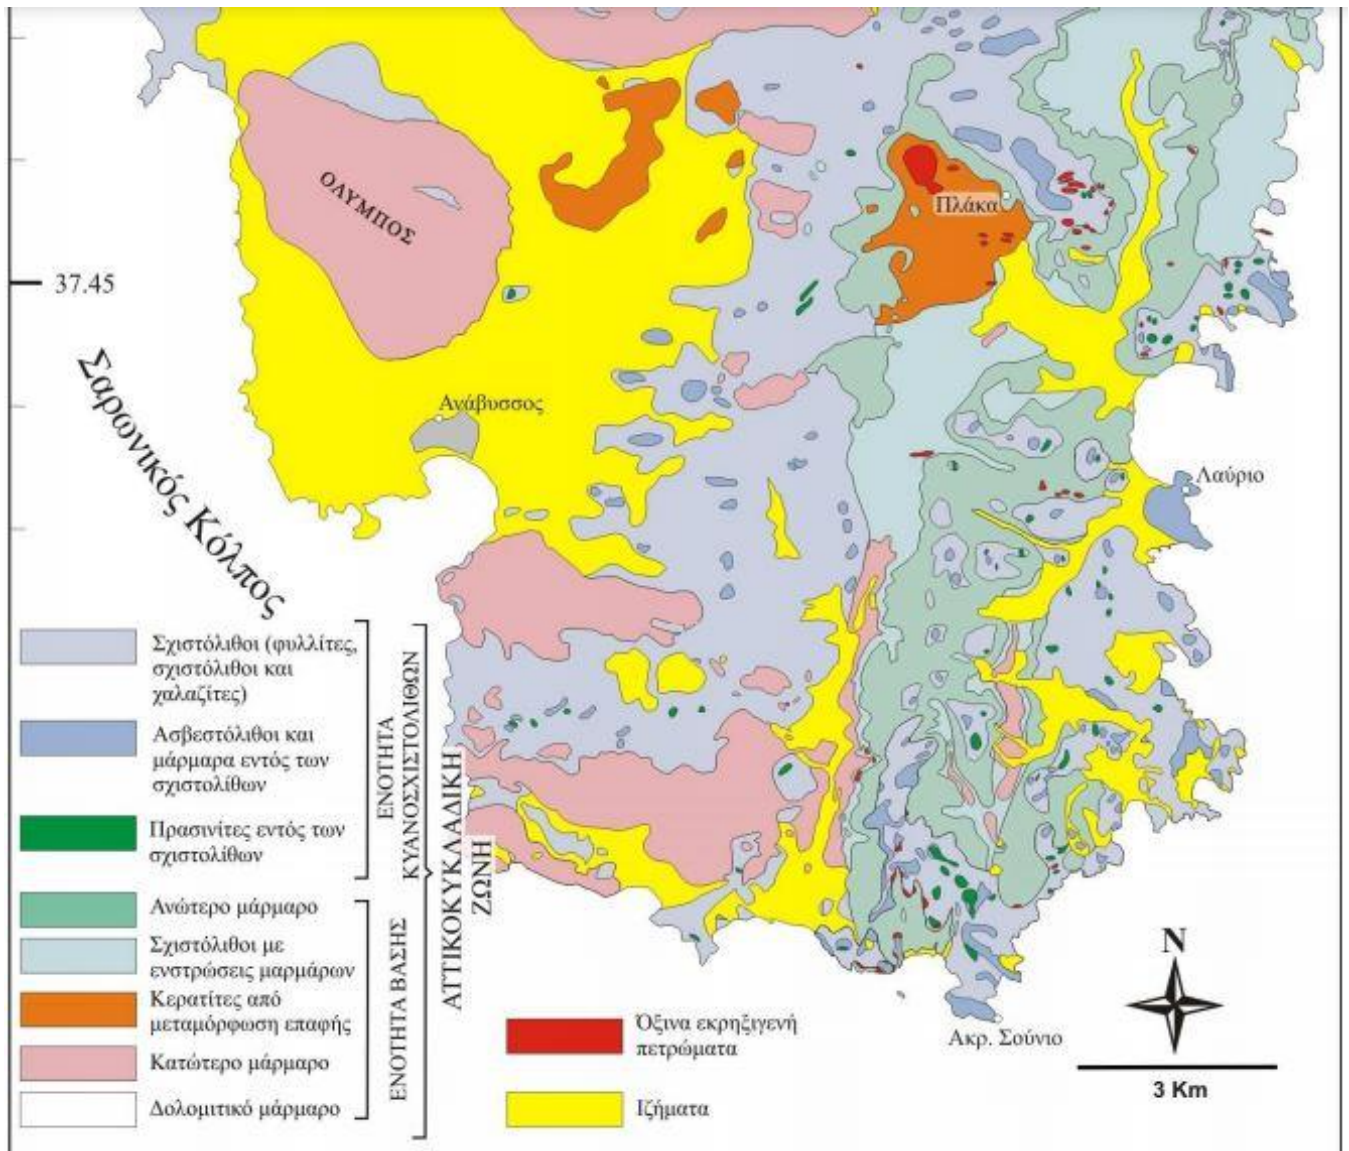 ΟΛΥΜΠΟΣ
Πλάκα
37.45
Σαρωνικός Κόλπος
Ανάβυσσος
Λαύριο
Σχιστόλιθοι (φυλλίτες,
σχιστόλιθοι και
χαλαζίτες)
Ασβεστόλιθοι και
μάρμαρα εντός των
σχιστολίθων
Πρασινίτες εντός των
σχιστολίθων
ΕΝΟΤΗΤΑ
ΚΥΑΝΟΣΧΙΣΤΟΛΙΘΩΝ
Ανώτερο μάρμαρο
Σχιστόλιθοι με
ενστρώσεις μαρμάρων
Κερατίτες από
μεταμόρφωση επαφής
Κατώτερο μάρμαρο
Δολομιτικό μάρμαρο
ΕΝΟΤΗΤΑ ΒΑΣΗΣ
ΑΤΤΙΚΟΚΥΚΛΑΔΙΚΗ
ΖΩΝΗ
Όξινα εκρηξιγενή
πετρώματα
Ιζήματα
Ακρ. Σούνιο
N
3 Km